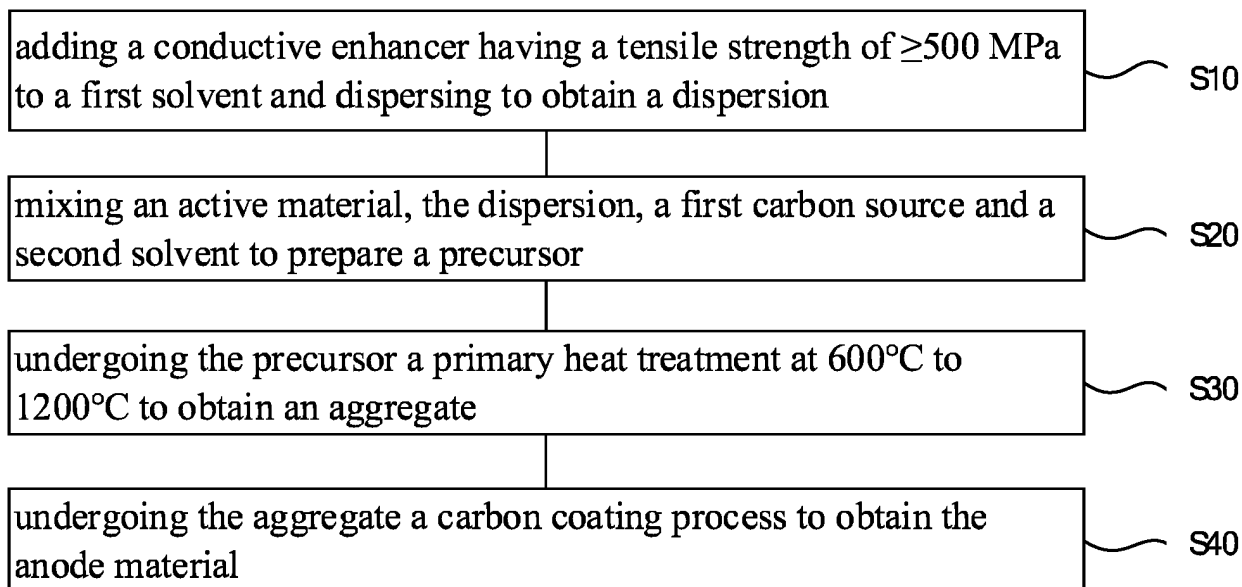 adding a conductive enhancer having a tensile strength of ≥500 MPa
to a first solvent and dispersing to obtain a dispersion
S10
mixing an active material, the dispersion, a first carbon source and a
second solvent to prepare a precursor
S20
undergoing the precursor a primary heat treatment at 600°C to
1200°C to obtain an aggregate
S30
undergoing the aggregate a carbon coating process to obtain the
anode material
S40